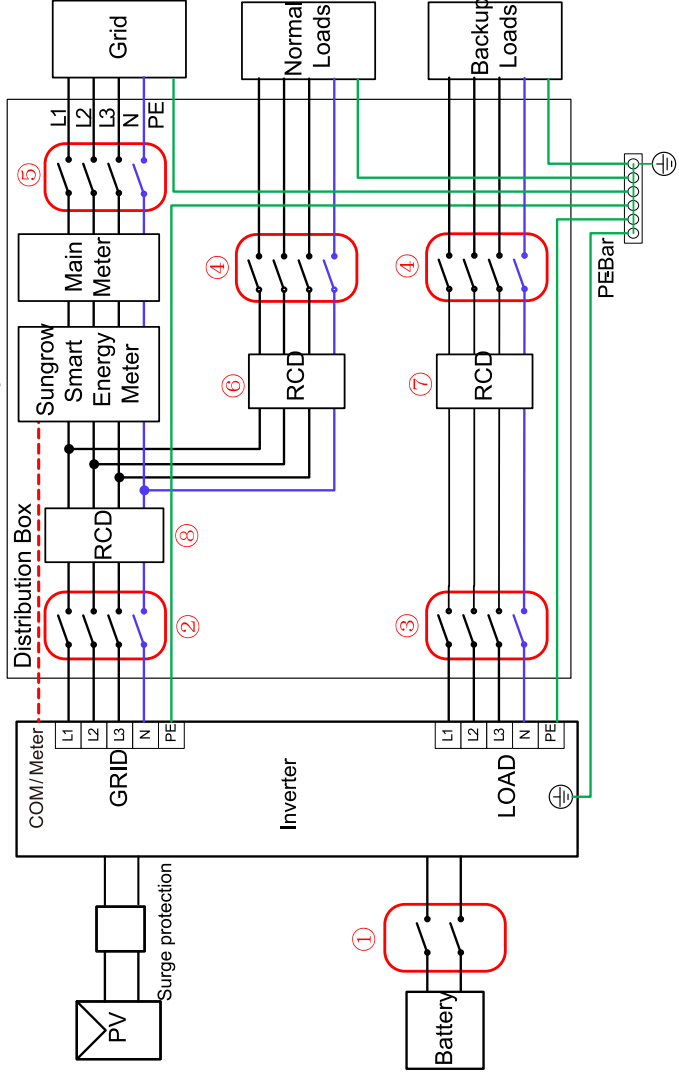 Grid
Normal
Loads
Backup
Loads
L1
L2
L3
N
PE
⑤
Main
Meter
④
④
PE Bar
Sungrow
Smart
Energy
Meter
⑥
RCD
⑦
RCD
RCD
⑧
Distribution Box
②
③
COM/Meter
L1
L2
L3
N
PE
GRID
Inverter
L1
L2
L3
N
PE
LOAD
Surge protection
PV
①
Battery